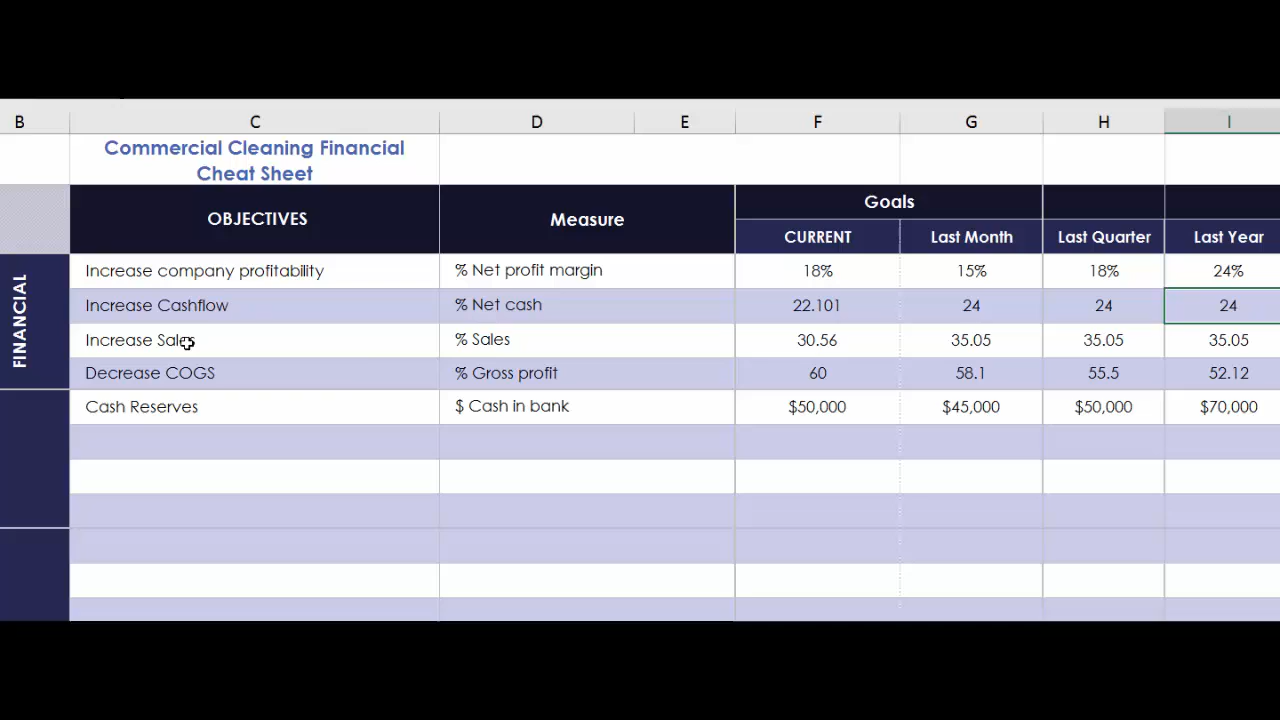 B C D E F G H I
Commercial Cleaning Financial
Cheat Sheet
OBJECTIVES Measure Goals
CURRENT Last Month Last Quarter Last Year
FINANCIAL
Increase company profitability % Net profit margin 18% 15% 18% 24%
Increase Cashflow % Net cash 22.101 24 24 24
Increase Sales % Sales 30.56 35.05 35.05 35.05
Decrease COGS % Gross profit 60 58.1 55.5 52.12
Cash Reserves $ Cash in bank $50,000 $45,000 $50,000 $70,000